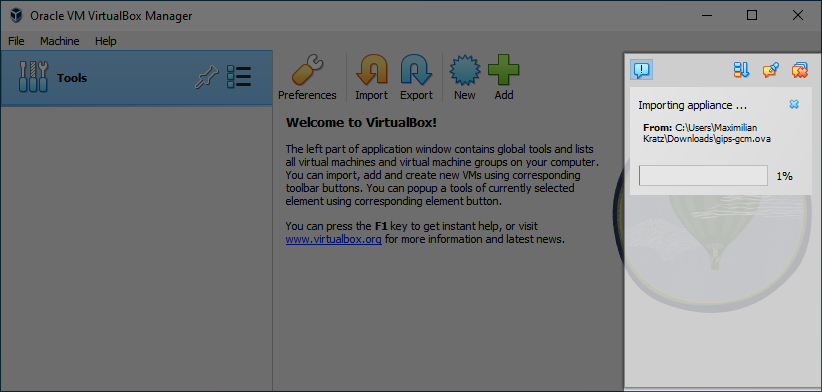 Oracle VM VirtualBox Manager
File Machine Help
Tools
Preferences Import Export New Add
Welcome to VirtualBox!
The left part of application window contains global tools and lists
all virtual machines and virtual machine groups on your computer.
You can import, add and create new VMs using corresponding
toolbar buttons. You can popup a tools of currently selected
element using corresponding element button.
You can press the F1 key to get instant help, or visit
www.virtualbox.org for more information and latest news.
Importing appliance ...
From: C:\Users\Maximilian
Kratz\Downloads\gips-gcm.ova
1%